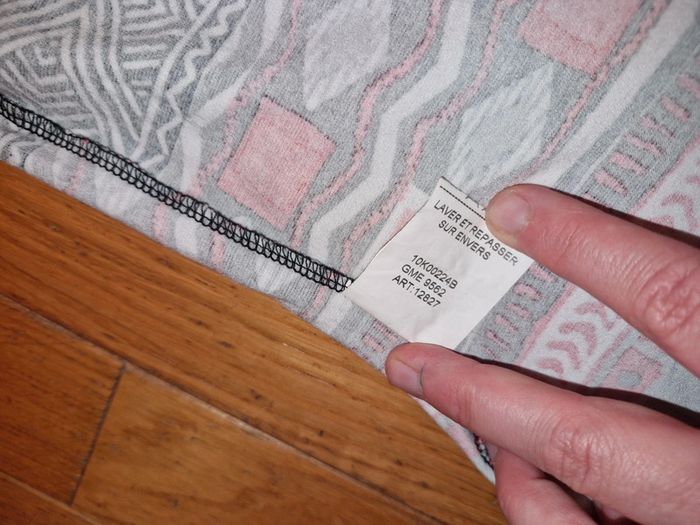 LAVER ET REPASSER
SUR ENVERS
10K00224B
GME 9562
ART:12827